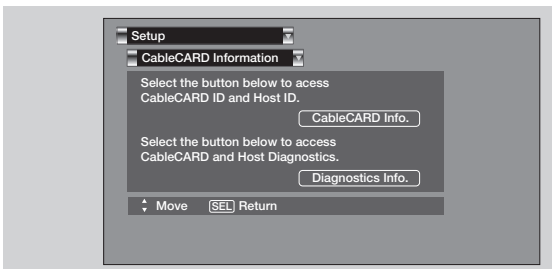 Setup
CableCARD Information
Select the button below to acess
CableCARD ID and Host ID.
CableCARD Info.
Select the button below to access
CableCARD and Host Diagnostics.
Diagnostics Info.
Move SEL Return